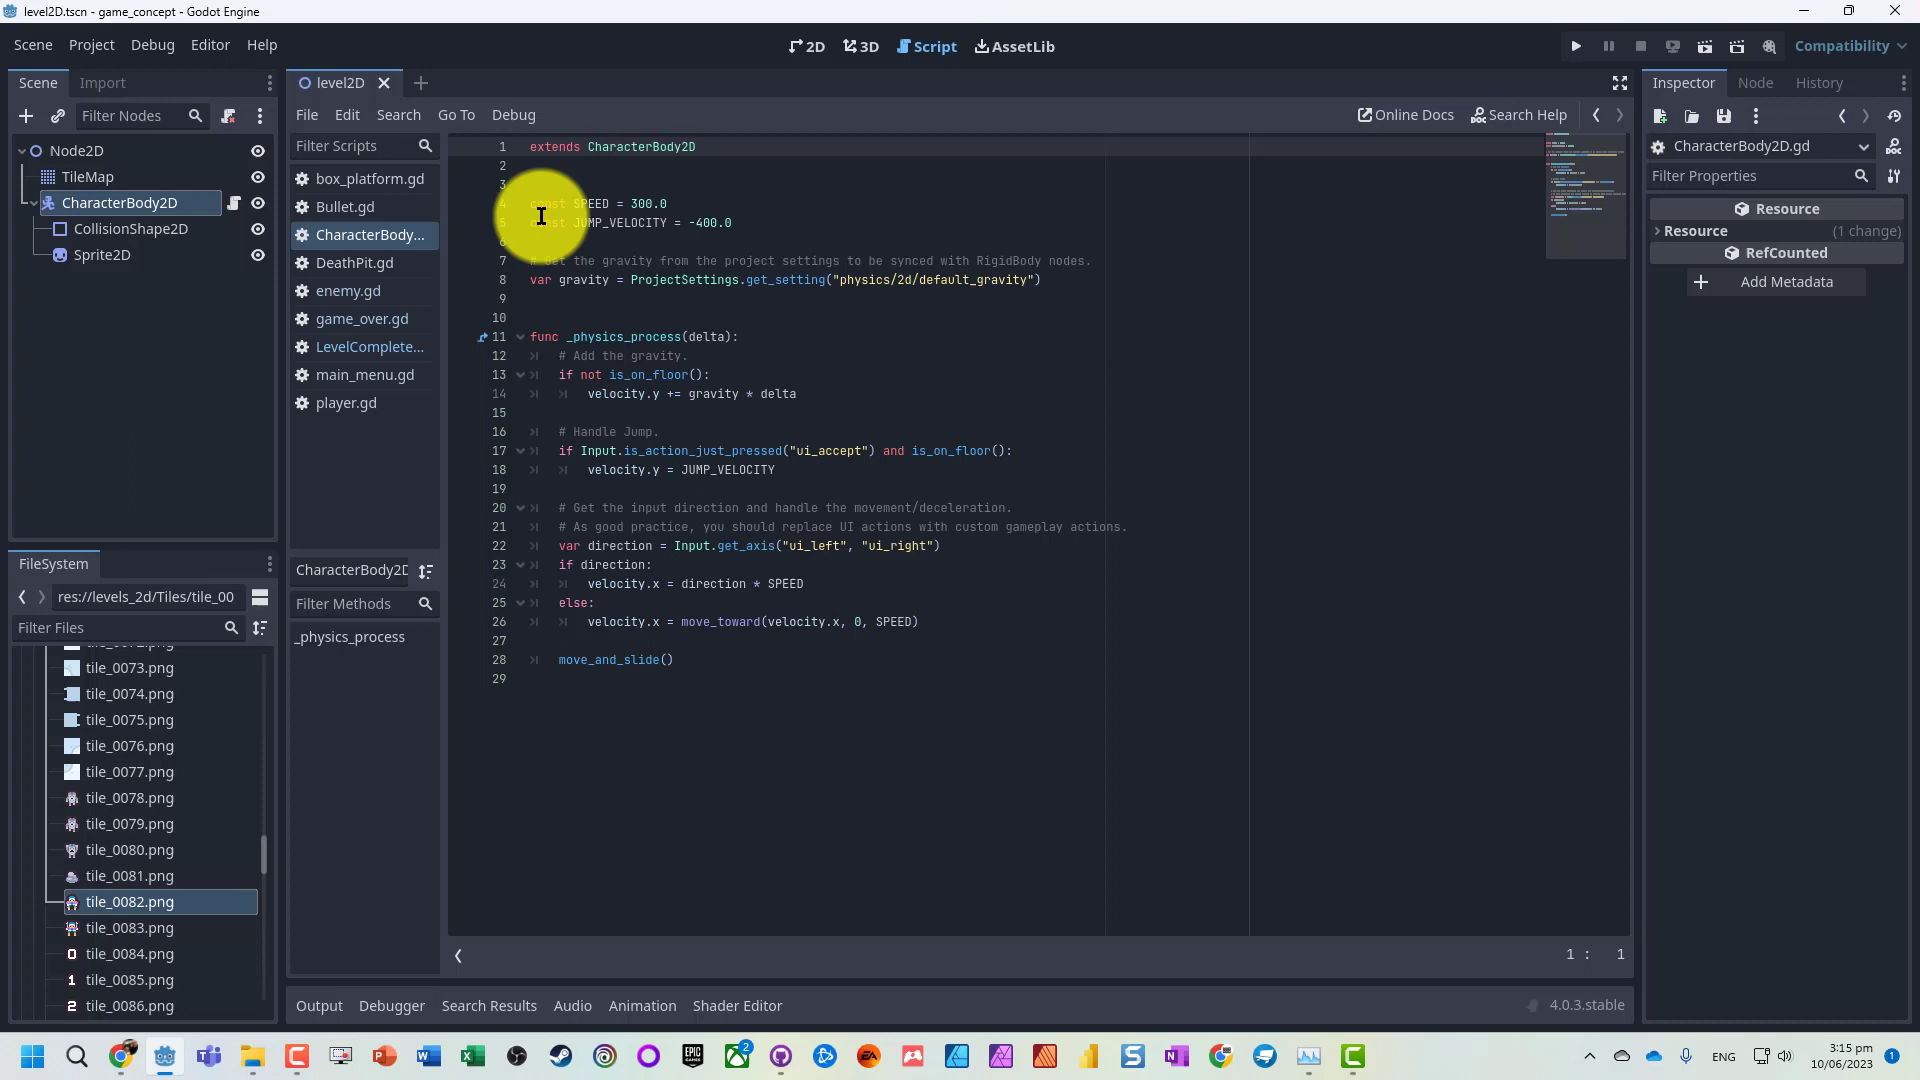 level2D.tscn - game_concept - Godot Engine
Scene Project Debug Editor Help
2D 3D Script AssetLib
Compatibility
Scene Import
level2D
Inspector Node History
Filter Nodes
File Edit Search Go To Debug
Online Docs Search Help
Node2D
TileMap
CharacterBody2D
CollisionShape2D
Sprite2D
Filter Scripts
box_platform.gd
Bullet.gd
CharacterBody...
DeathPit.gd
enemy.gd
game_over.gd
LevelComplete...
main_menu.gd
player.gd
CharacterBody2D
Filter Methods
_physics_process
1 extends CharacterBody2D
2
3
4 const SPEED = 300.0
5 const JUMP_VELOCITY = -400.0
6
7 # Get the gravity from the project settings to be synced with RigidBody nodes.
8 var gravity = ProjectSettings.get_setting("physics/2d/default_gravity")
9
10
11 func _physics_process(delta):
12 # Add the gravity.
13 if not is_on_floor():
14 velocity.y += gravity * delta
15
16 # Handle Jump.
17 if Input.is_action_just_pressed("ui_accept") and is_on_floor():
18 velocity.y = JUMP_VELOCITY
19
20 # Get the input direction and handle the movement/deceleration.
21 # As good practice, you should replace UI actions with custom gameplay actions.
22 var direction = Input.get_axis("ui_left", "ui_right")
23 if direction:
24 velocity.x = direction * SPEED
25 else:
26 velocity.x = move_toward(velocity.x, 0, SPEED)
27
28 move_and_slide()
29
1 : 1
CharacterBody2D.gd
Filter Properties
Resource
Resource (1 change)
RefCounted
Add Metadata
FileSystem
res://levels_2d/Tiles/tile_00
Filter Files
tile_0073.png
tile_0074.png
tile_0075.png
tile_0076.png
tile_0077.png
tile_0078.png
tile_0079.png
tile_0080.png
tile_0081.png
tile_0082.png
tile_0083.png
tile_0084.png
tile_0085.png
tile_0086.png
Output Debugger Search Results Audio Animation Shader Editor
4.0.3.stable
ENG
3:15 pm
10/06/2023